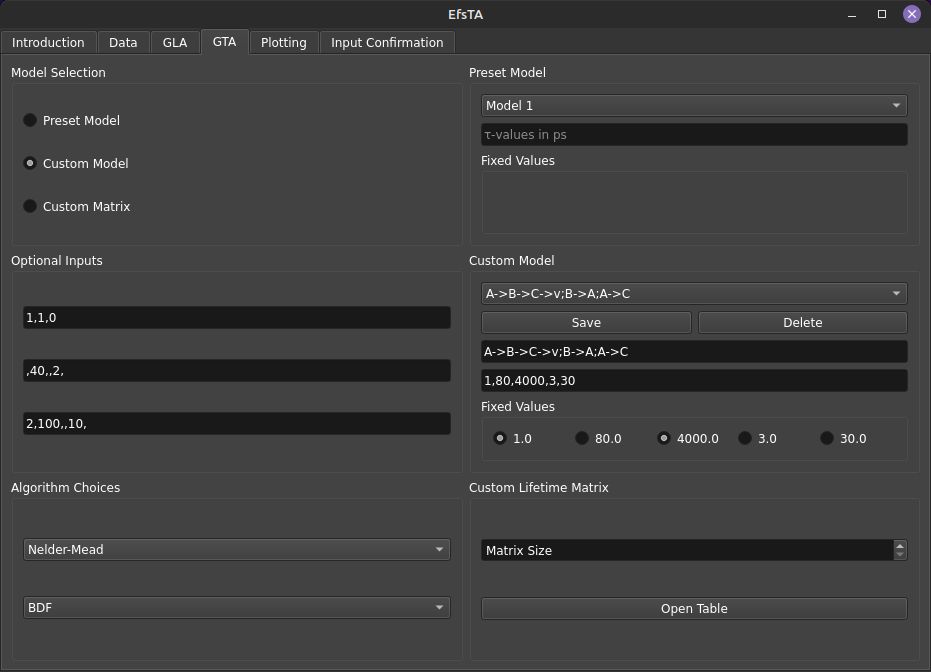 EfsTA
Introduction
Data
GLA
GTA
Plotting
Input Confirmation
Model Selection
Preset Model
Custom Model
Custom Matrix
Preset Model
Model 1
τ-values in ps
Fixed Values
Optional Inputs
1,1,0
,40,,2,
2,100,,10,
Custom Model
A->B->C->v;B->A;A->C
Save
Delete
A->B->C->v;B->A;A->C
1,80,4000,3,30
Fixed Values
1.0
80.0
4000.0
3.0
30.0
Algorithm Choices
Nelder-Mead
BDF
Custom Lifetime Matrix
Matrix Size
Open Table